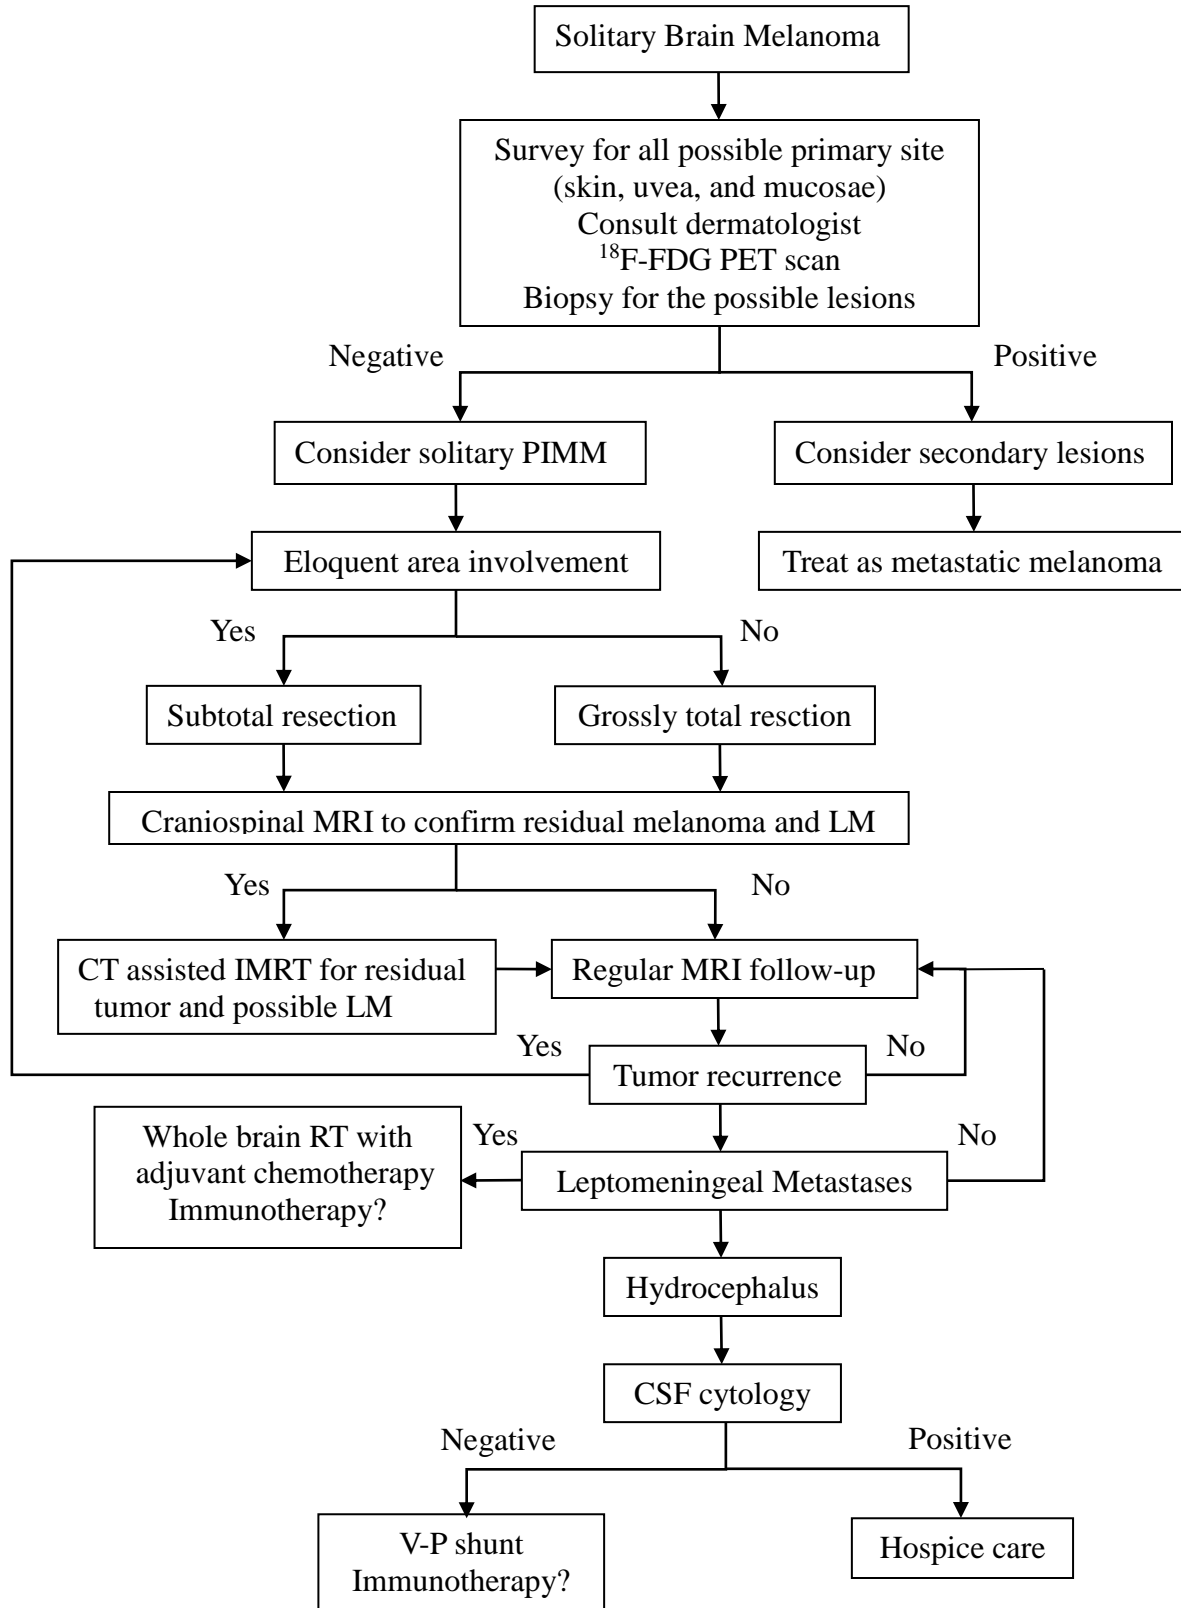 Solitary Brain Melanoma
Survey for all possible primary site
(skin, uvea, and mucosae)
Consult dermatologist
¹⁸F-FDG PET scan
Biopsy for the possible lesions
Negative
Positive
Consider solitary PIMM
Consider secondary lesions
Eloquent area involvement
Treat as metastatic melanoma
Yes
No
Subtotal resection
Grossly total resction
Craniospinal MRI to confirm residual melanoma and LM
Yes
No
CT assisted IMRT for residual
tumor and possible LM
Regular MRI follow-up
Yes
No
Tumor recurrence
Whole brain RT with
adjuvant chemotherapy
Immunotherapy?
Yes
No
Leptomeningeal Metastases
Hydrocephalus
CSF cytology
Negative
Positive
V-P shunt
Immunotherapy?
Hospice care